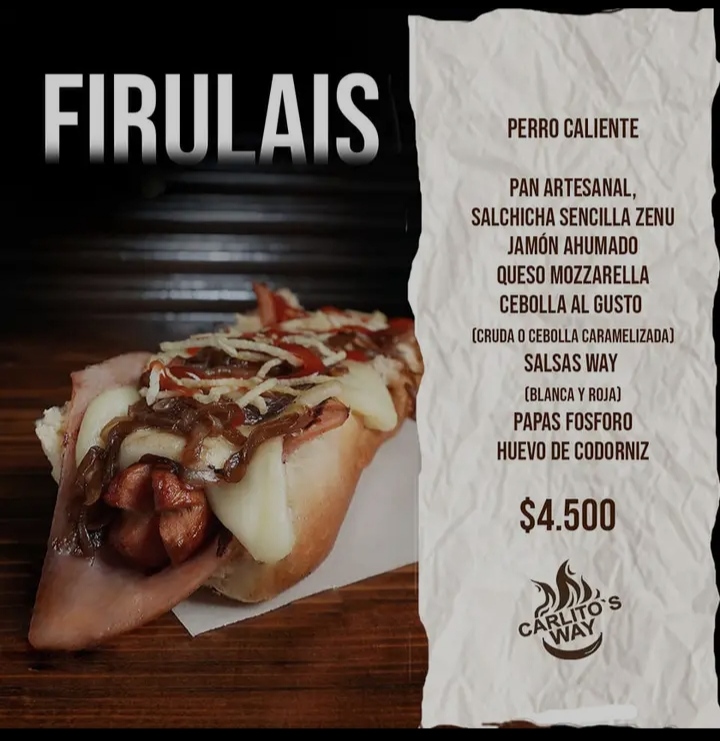 FIRULAIS
PERRO CALIENTE
PAN ARTESANAL,
SALCHICHA SENCILLA ZENU
JAMÓN AHUMADO
QUESO MOZZARELLA
CEBOLLA AL GUSTO
(CRUDA O CEBOLLA CARAMELIZADA)
SALSAS WAY
(BLANCA Y ROJA)
PAPAS FOSFORO
HUEVO DE CODORNIZ
$4.500
CARLITO`S
WAY